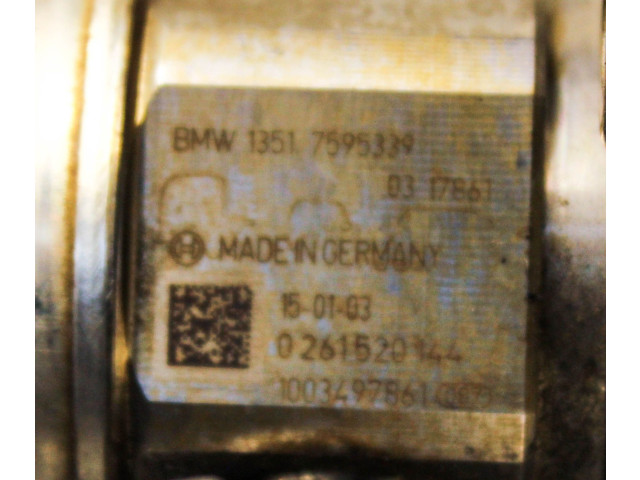 BMW 1351 7595339
03 17861
MADE IN GERMANY
15-01-03
0 261 520 144